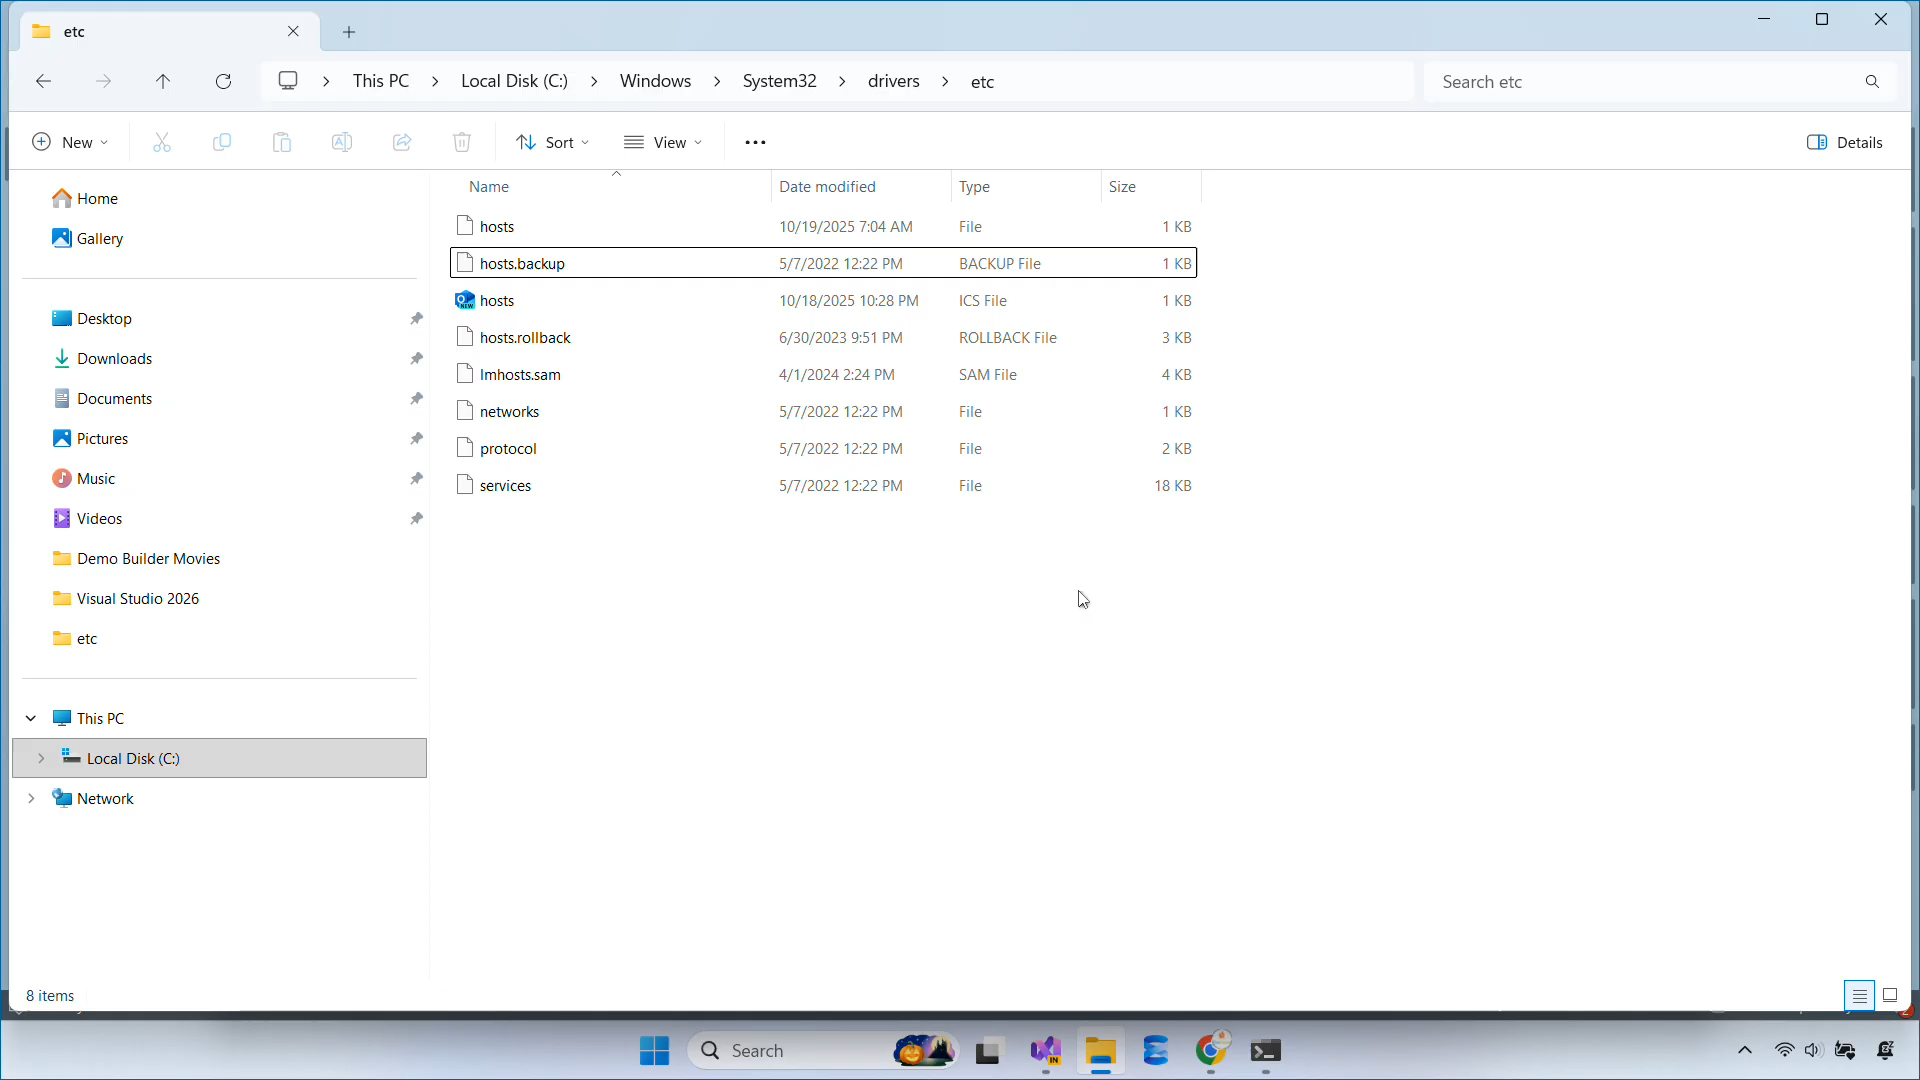 etc
This PC
Local Disk (C:)
Windows
System32
drivers
etc
Search etc
New
Sort
View
Details
Name
Date modified
Type
Size
Home
Gallery
Desktop
Downloads
Documents
Pictures
Music
Videos
Demo Builder Movies
Visual Studio 2026
etc
This PC
Local Disk (C:)
Network
hosts 10/19/2025 7:04 AM File 1 KB
hosts.backup 5/7/2022 12:22 PM BACKUP File 1 KB
hosts 10/18/2025 10:28 PM ICS File 1 KB
hosts.rollback 6/30/2023 9:51 PM ROLLBACK File 3 KB
lmhosts.sam 4/1/2024 2:24 PM SAM File 4 KB
networks 5/7/2022 12:22 PM File 1 KB
protocol 5/7/2022 12:22 PM File 2 KB
services 5/7/2022 12:22 PM File 18 KB
8 items
Search